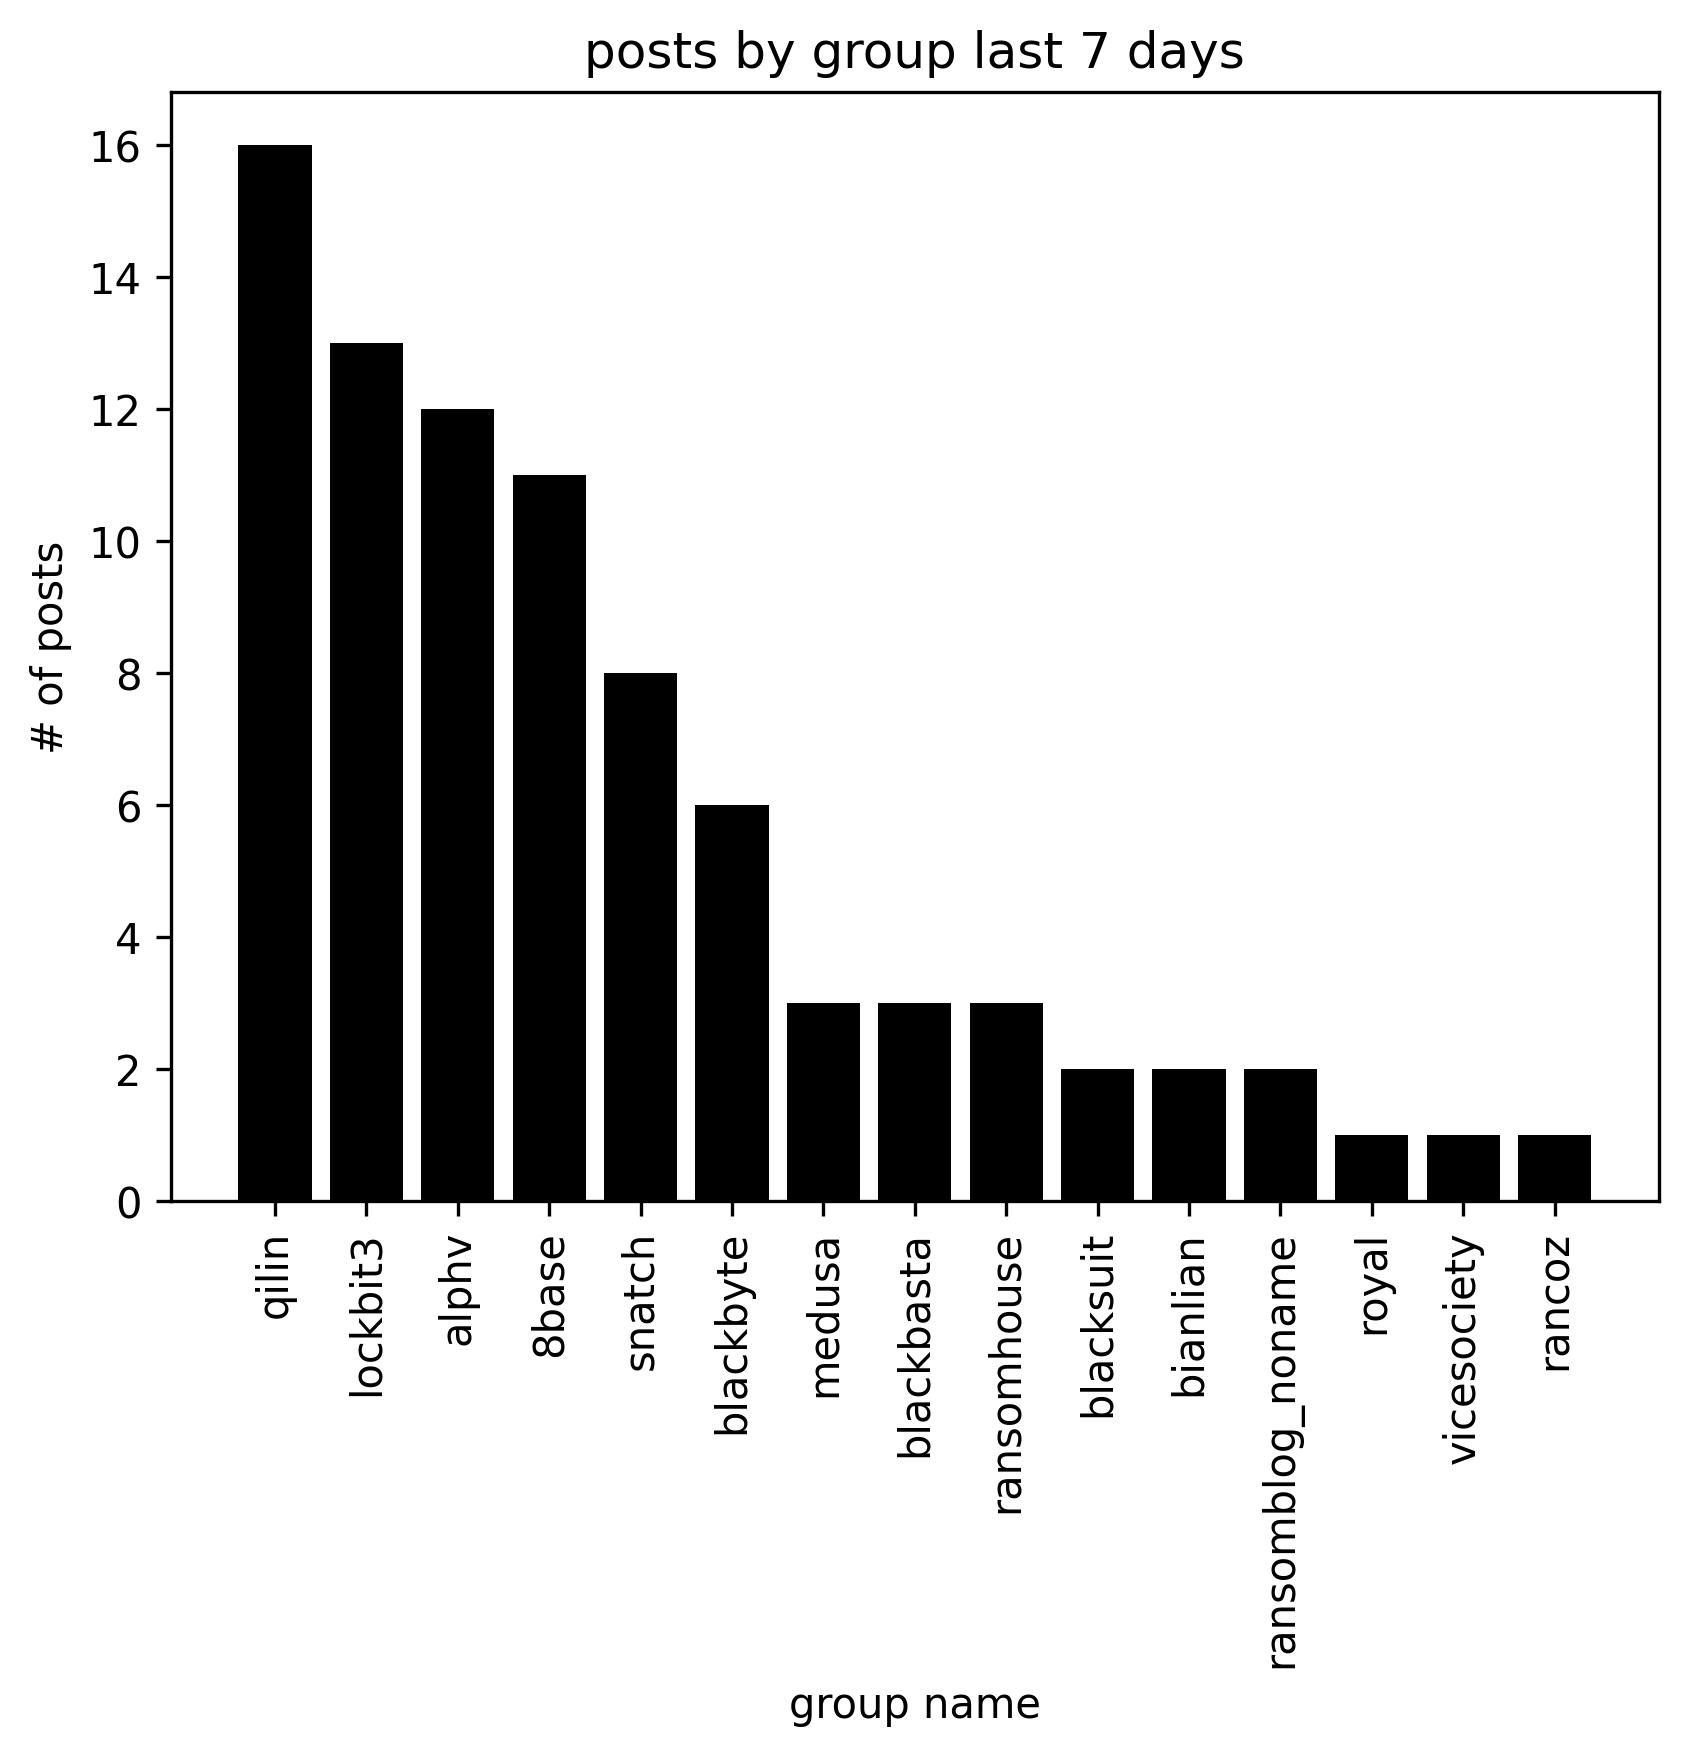 posts by group last 7 days
# of posts
16
14
12
10
8
6
4
2
0
qilin
lockbit3
alphv
8base
snatch
blackbyte
medusa
blackbasta
ransomhouse
blacksuit
bianlian
ransomblog_noname
royal
vicesociety
rancoz
group name